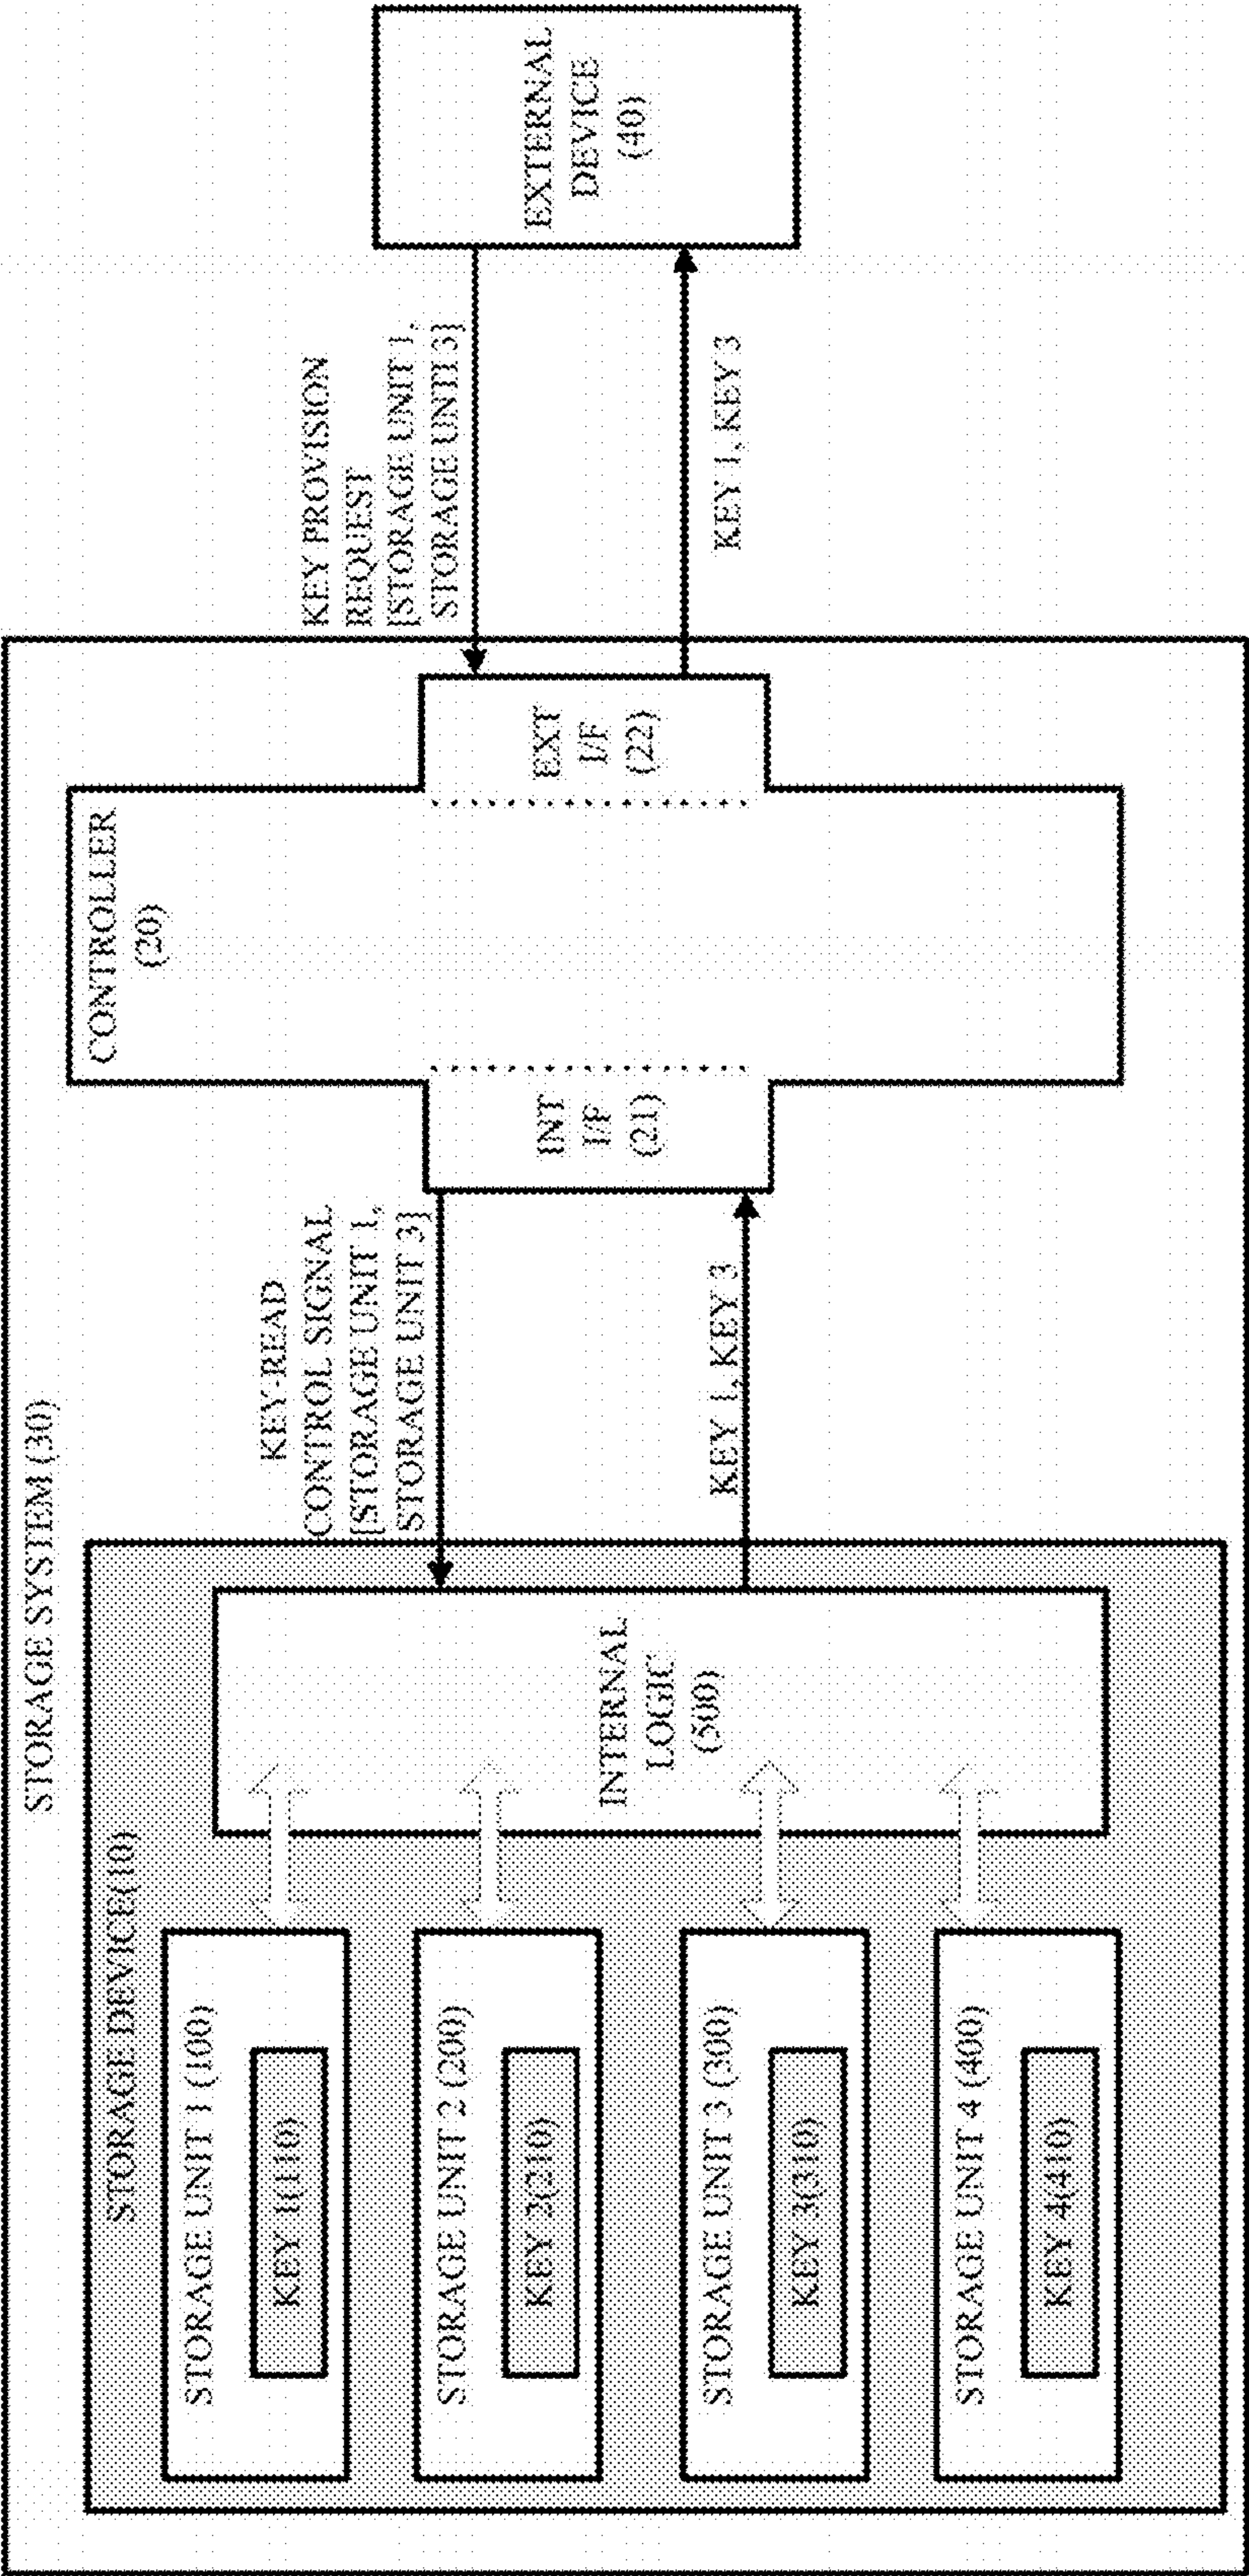 STORAGE SYSTEM (30)
STORAGE DEVICE(10)
STORAGE UNIT 1 (100)
KEY 1(110)
STORAGE UNIT 2 (200)
KEY 2(210)
STORAGE UNIT 3 (300)
KEY 3(310)
STORAGE UNIT 4 (400)
KEY 4(410)
INTERNAL
LOGIC
(500)
KEY-READ
CONTROL SIGNAL
[STORAGE UNIT 1,
STORAGE UNIT 3]
KEY 1, KEY 3
CONTROLLER
(20)
INT
I/F
(21)
EXT
I/F
(22)
KEY PROVISION
REQUEST
[STORAGE UNIT 1,
STORAGE UNTI 3]
KEY 1, KEY 3
EXTERNAL
DEVICE
(40)